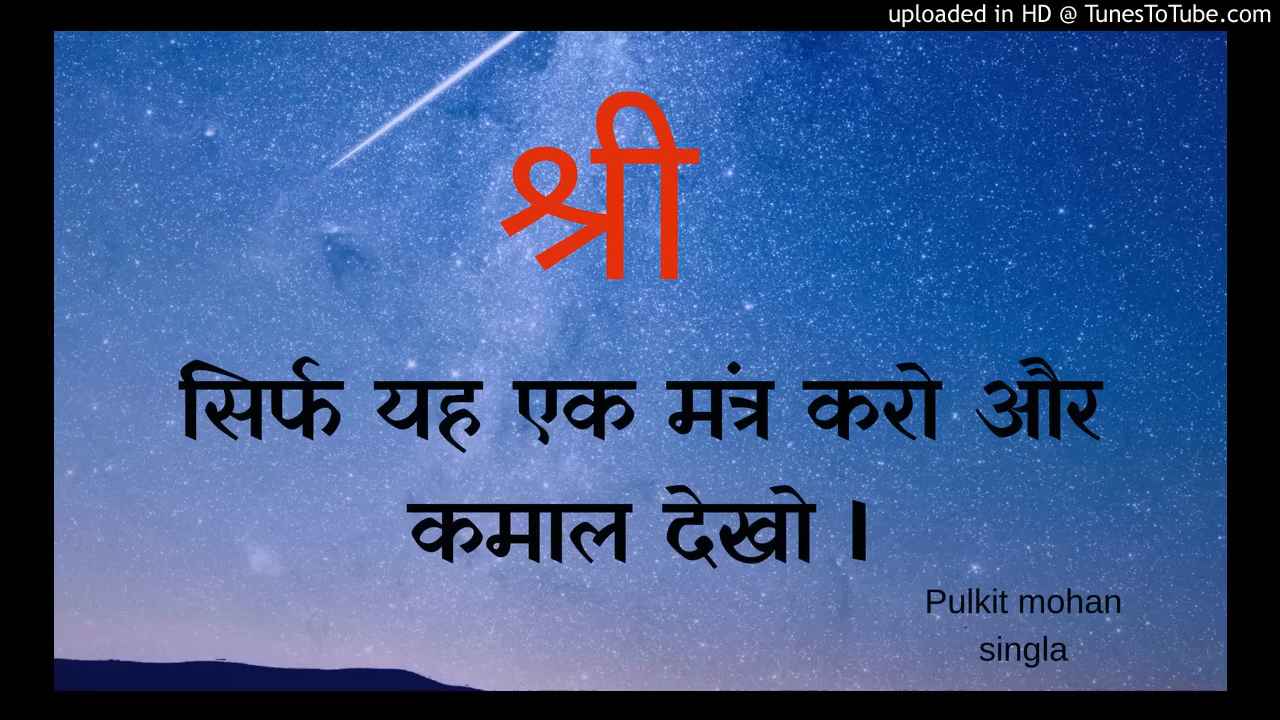 uploaded in HD @ TunesToTube.com
श्री
सिर्फ यह एक मंत्र करो और
कमाल देखो ।
Pulkit mohan
singla